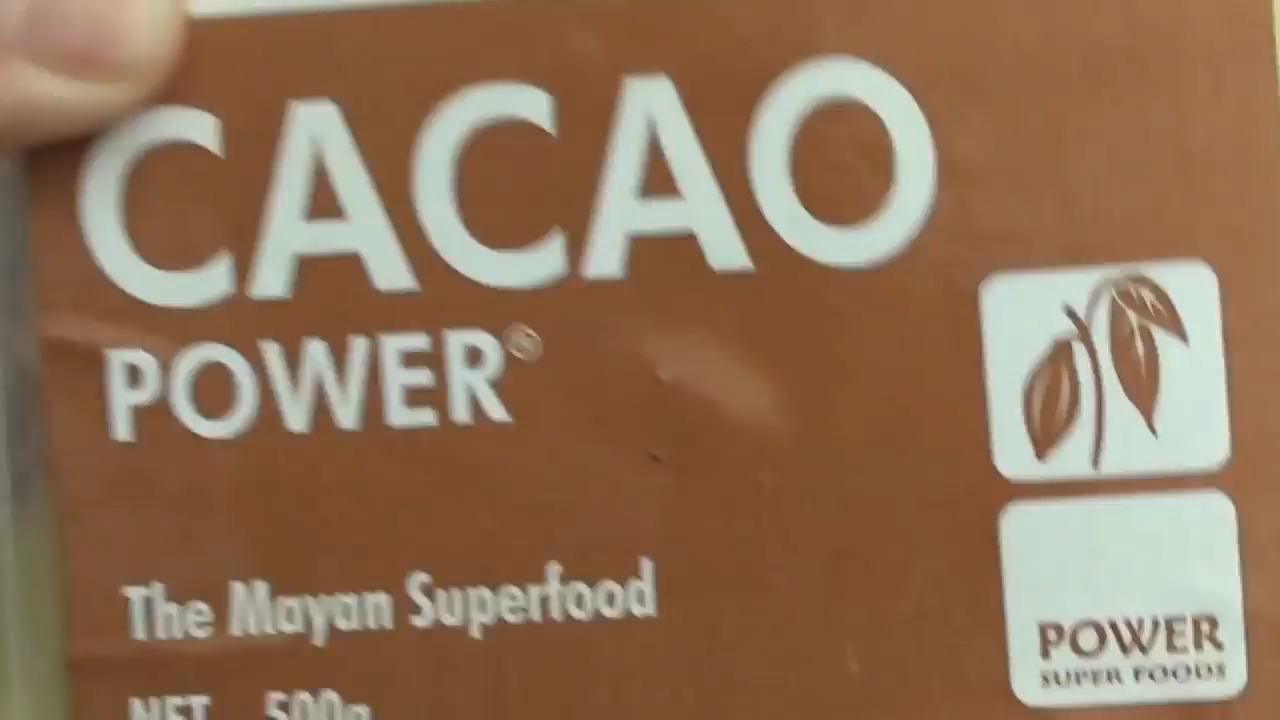 CACAO
POWER®
The Mayan Superfood
NET 500g
POWER
SUPER FOODS